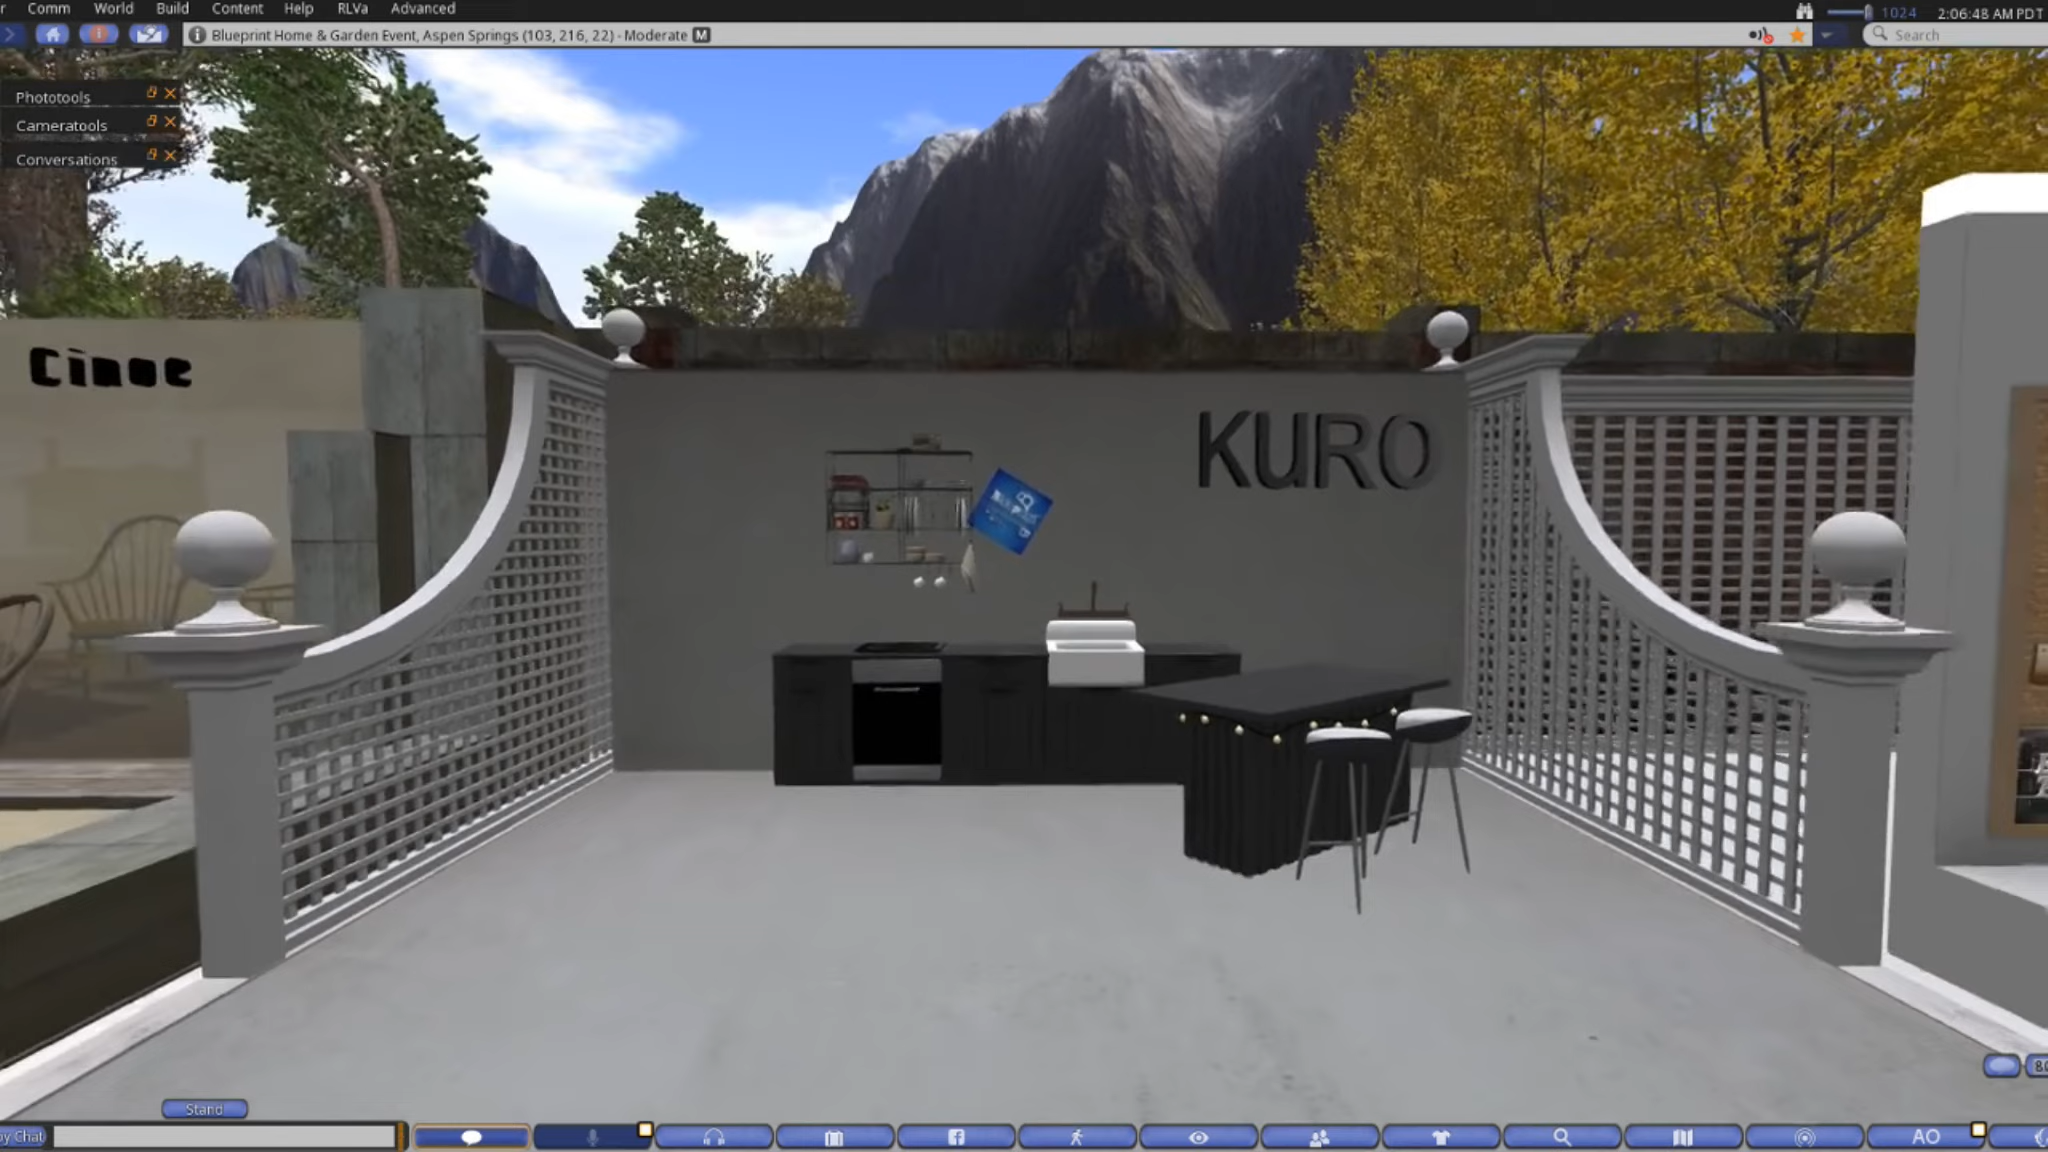 Comm World Build Content Help RLVa Advanced
1024 2:06:48 AM PDT
Blueprint Home & Garden Event, Aspen Springs (103, 216, 22) - Moderate M
Search
Phototools
Cameratools
Conversations
KURO
Stand
Chat
AO